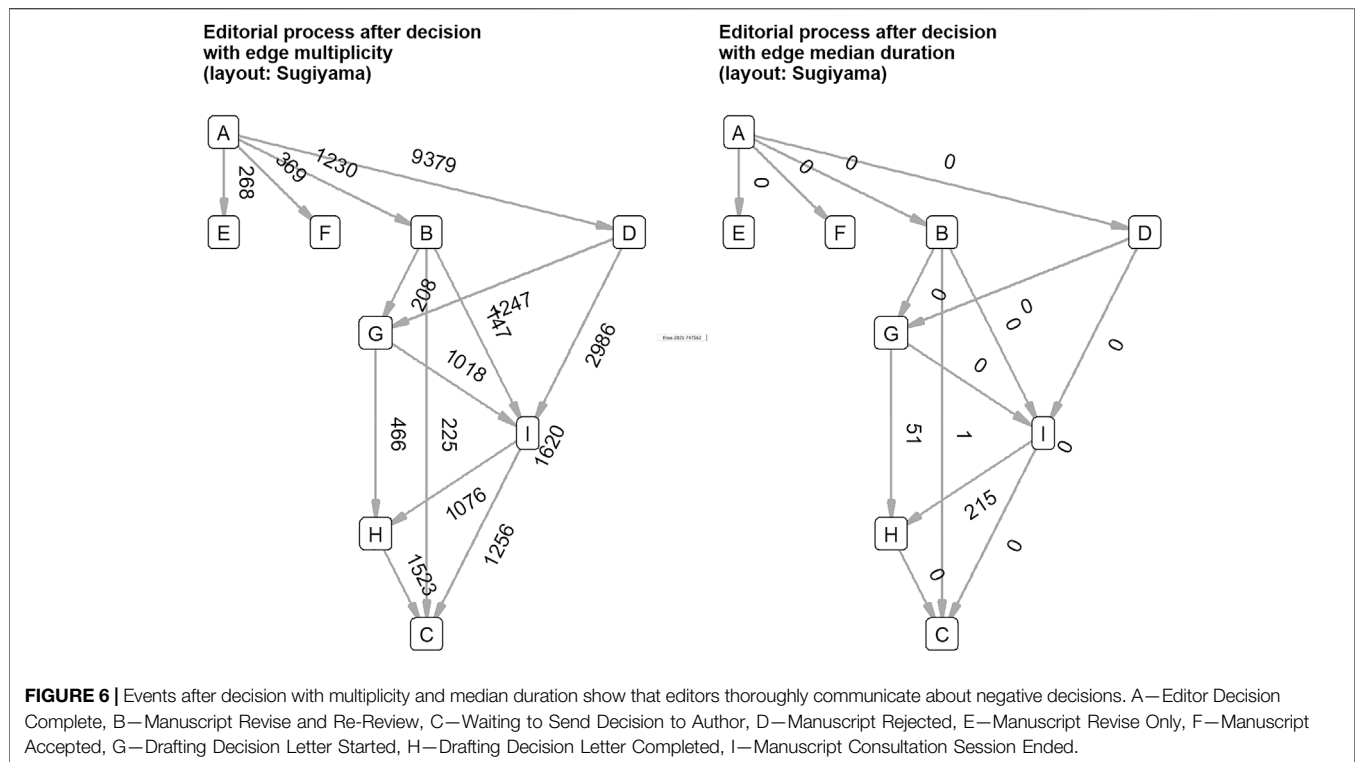 Editorial process after decision
with edge multiplicity
(layout: Sugiyama)
A
268
369
1230
9379
E
F
B
D
208
1247
747
2986
G
1018
466
225
I
1620
1076
1256
H
1523
C
Editorial process after decision
with edge median duration
(layout: Sugiyama)
A
0
0
0
0
E
F
B
D
0
0
0
0
G
0
51
1
I
0
215
0
H
0
C
FIGURE 6 | Events after decision with multiplicity and median duration show that editors thoroughly communicate about negative decisions. A—Editor Decision
Complete, B—Manuscript Revise and Re-Review, C—Waiting to Send Decision to Author, D—Manuscript Rejected, E—Manuscript Revise Only, F—Manuscript
Accepted, G—Drafting Decision Letter Started, H—Drafting Decision Letter Completed, I—Manuscript Consultation Session Ended.